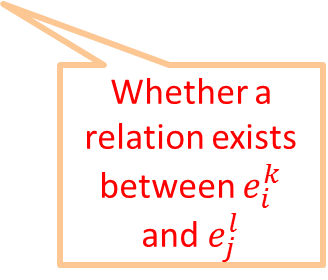 Whether a
relation exists
between $e_i^k$
and $e_j^l$